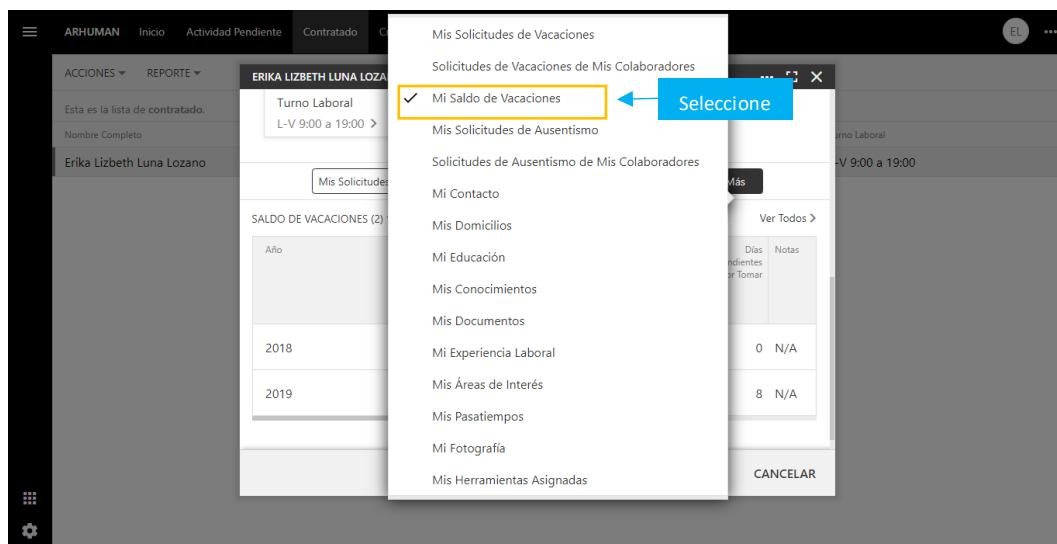 ARHUMAN Inicio Actividad Pendiente Contratado
EL
ACCIONES REPORTE
Esta es la lista de contratado.
Nombre Completo
Turno Laboral
Erika Lizbeth Luna Lozano
L-V 9:00 a 19:00
ERIKA LIZBETH LUNA
Turno Laboral
L-V 9:00 a 19:00
Mis Solicitudes
Más
SALDO DE VACACIONES (2)
Ver Todos
Año
Días
Notas
Tomar
2018
0 N/A
2019
8 N/A
CANCELAR
Mis Solicitudes de Vacaciones
Solicitudes de Vacaciones de Mis Colaboradores
Mi Saldo de Vacaciones
Seleccione
Mis Solicitudes de Ausentismo
Solicitudes de Ausentismo de Mis Colaboradores
Mi Contacto
Mis Domicilios
Mi Educación
Mis Conocimientos
Mis Documentos
Mi Experiencia Laboral
Mis Áreas de Interés
Mis Pasatiempos
Mi Fotografía
Mis Herramientas Asignadas